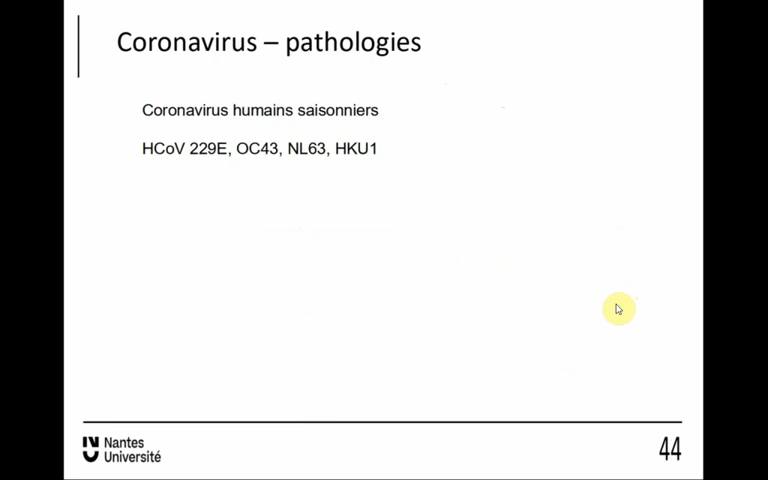 Coronavirus – pathologies
Coronavirus humains saisonniers
HCoV 229E, OC43, NL63, HKU1
Nantes
Université
44